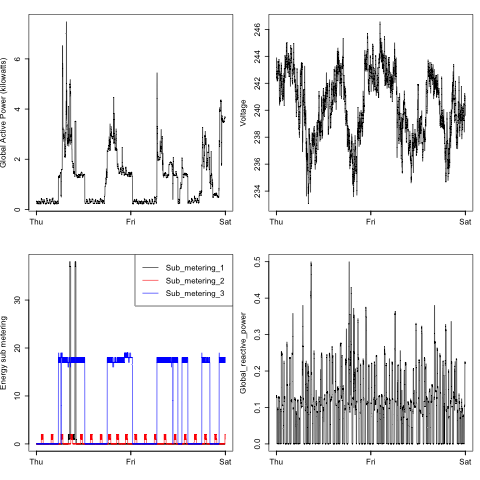 Global Active Power (kilowatts)
0 2 4 6
Thu Fri Sat
Voltage
234 236 238 240 242 246
Thu Fri Sat
Energy sub metering
0 10 20 30
Sub_metering_1
Sub_metering_2
Sub_metering_3
Thu Fri Sat
Global_reactive_power
0.0 0.1 0.2 0.3 0.4 0.5
Thu Fri Sat